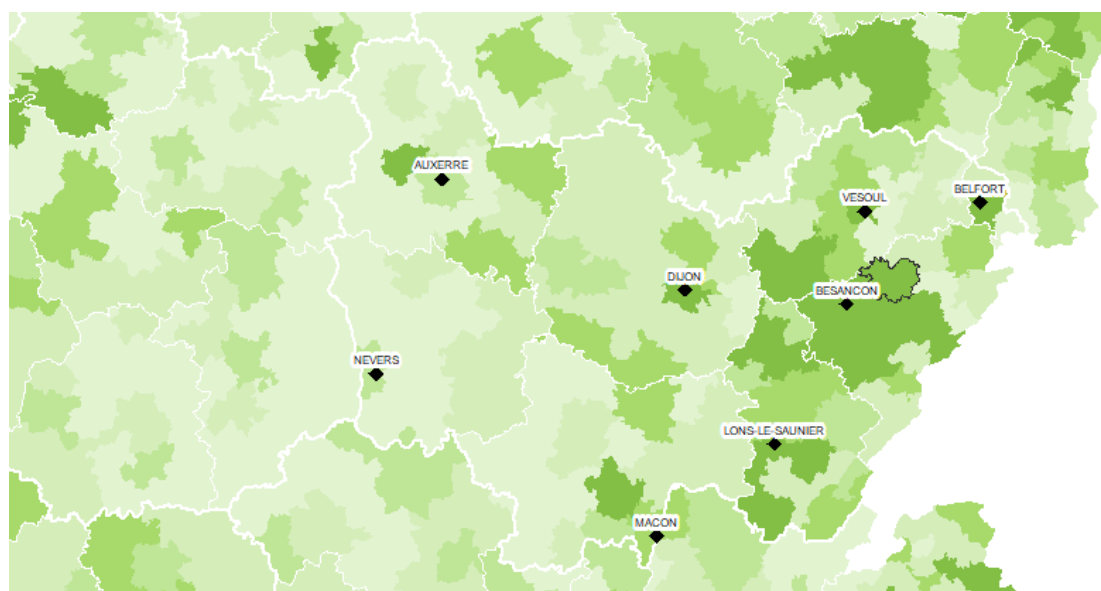 AUXERRE
BELFORT
VESOUL
DIJON
BESANCON
NEVERS
LONS-LE-SAUNIER
MACON